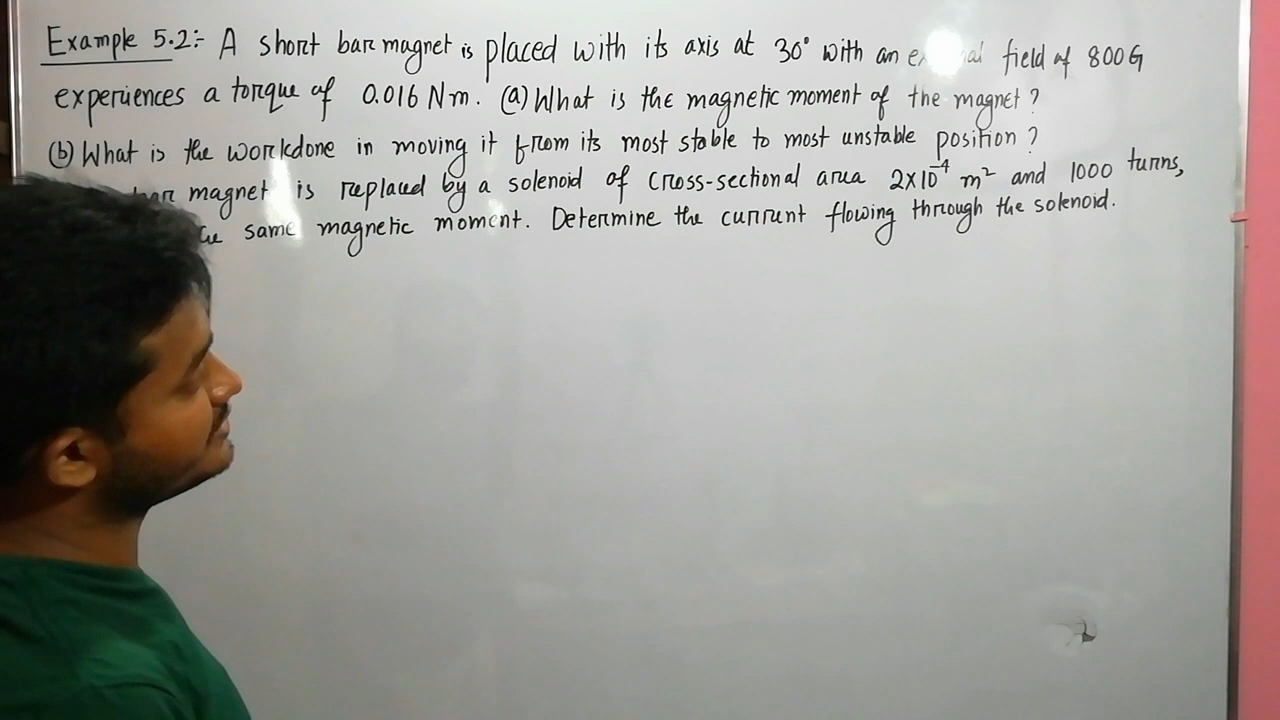 Example 5.2:- A short bar magnet is placed with its axis at 30° with an field of 800G
experiences a torque of 0.016 Nm. (a) What is the magnetic moment of the magnet?
(b) What is the workdone in moving it from its most stable to most unstable position?
magnet is replaced by a solenoid of cross-sectional area 2×10⁻⁴ m² and 1000 turns,
same magnetic moment. Determine the current flowing through the solenoid.